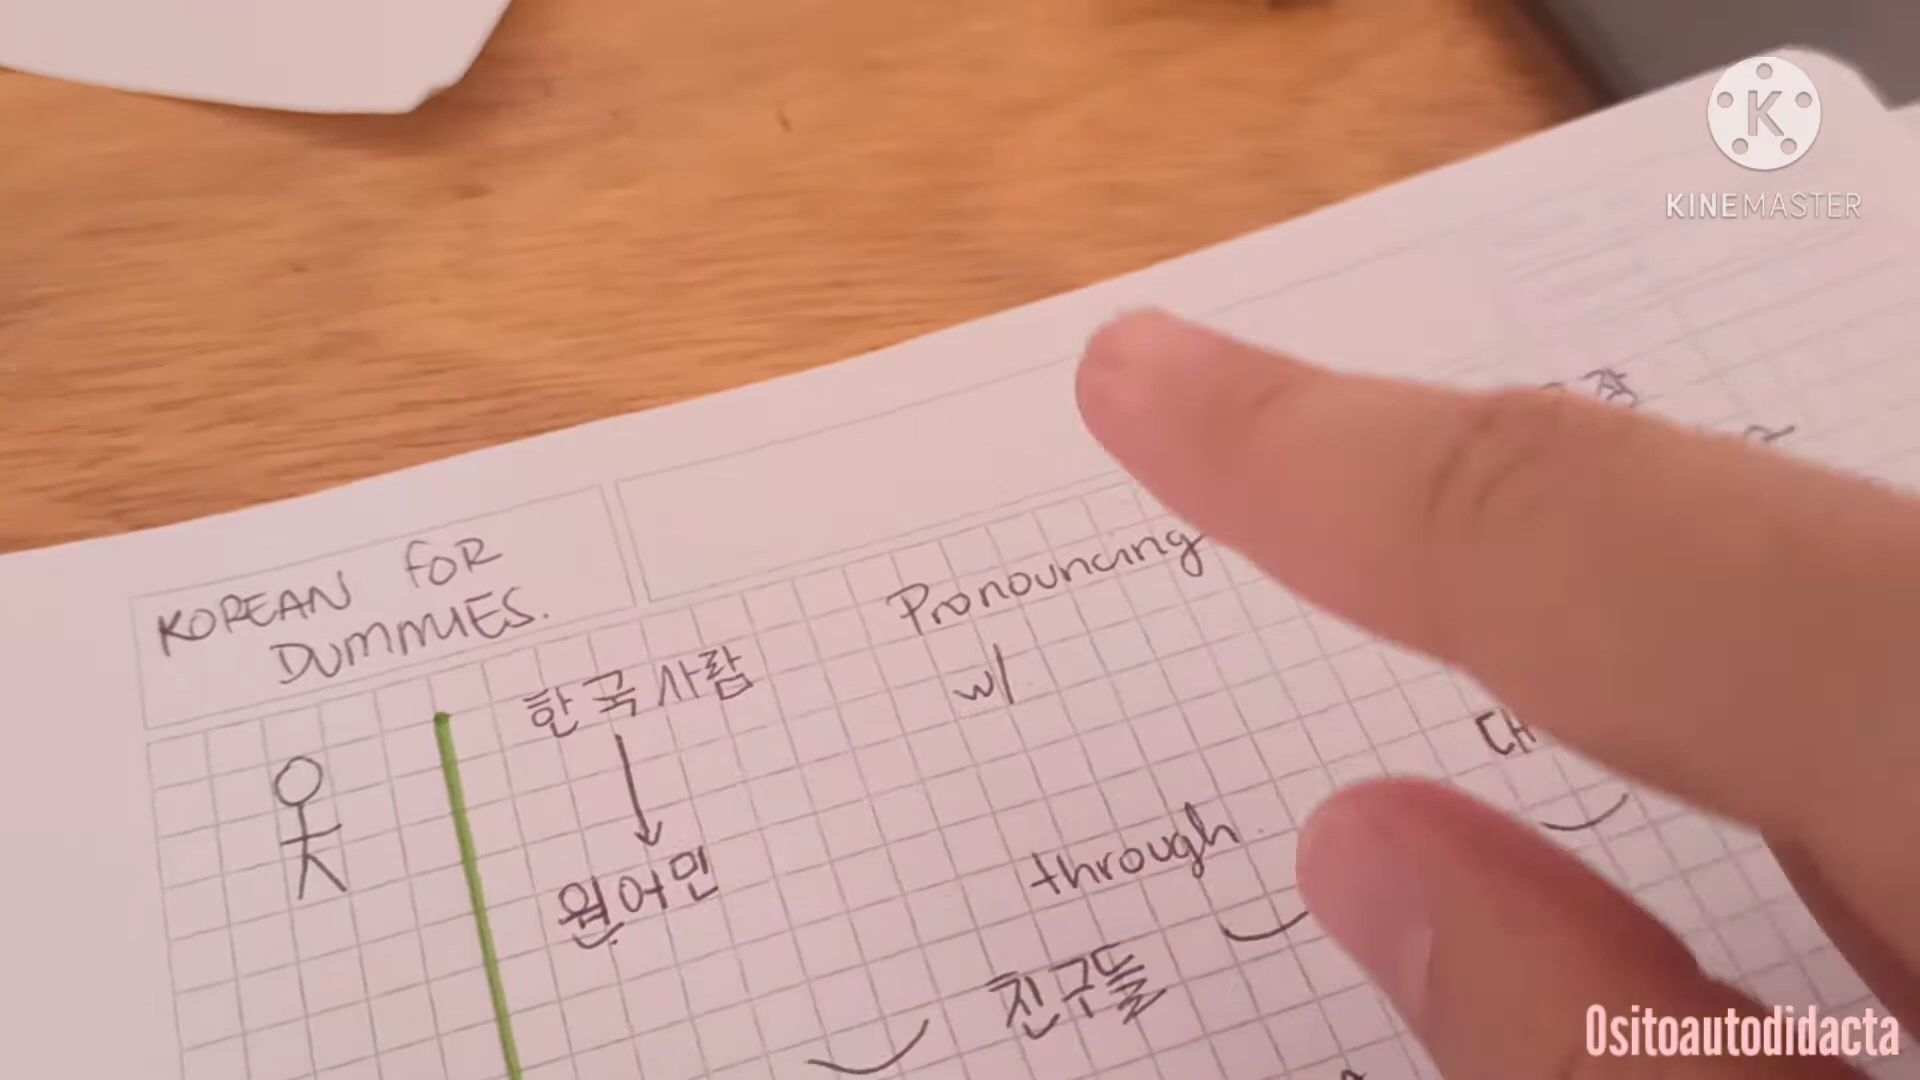 KINEMASTER
KOREAN FOR
DUMMIES.
한국사람
원어민
Pronouncing
w/
through
친구들
Ositoautodidacta